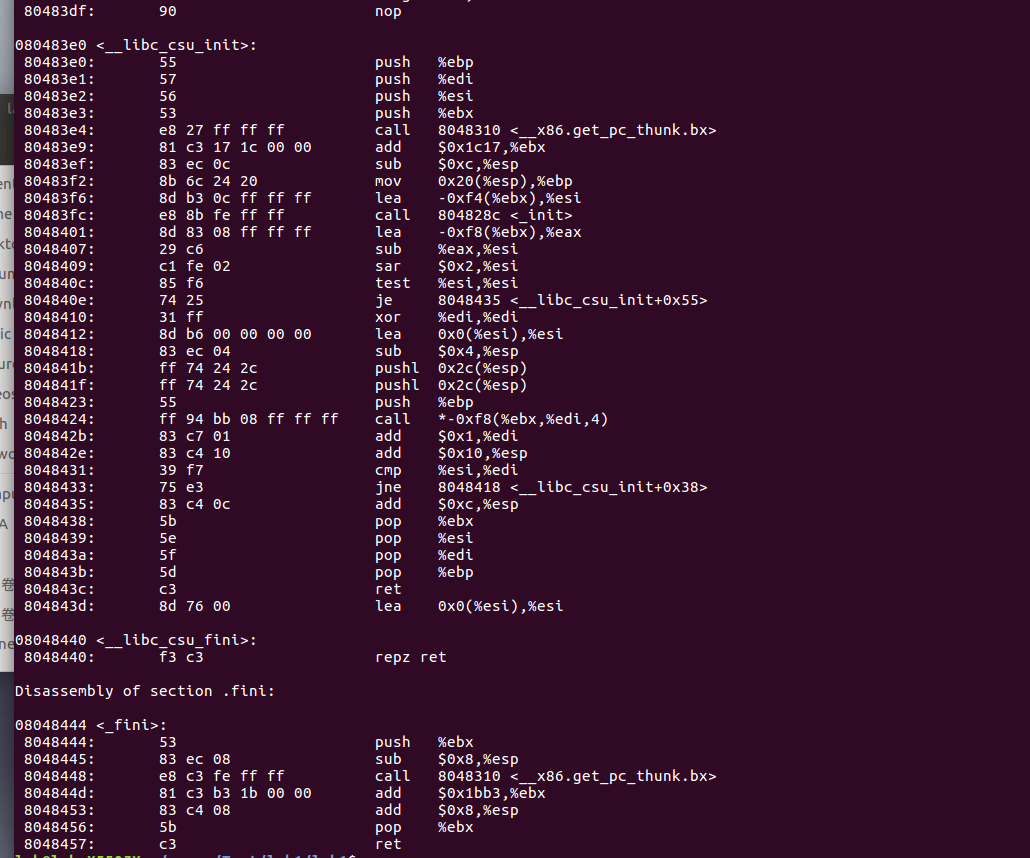 80483df:       90                      nop
080483e0 <__libc_csu_init>:
80483e0:       55                      push   %ebp
80483e1:       57                      push   %edi
80483e2:       56                      push   %esi
80483e3:       53                      push   %ebx
80483e4:       e8 27 ff ff ff          call   8048310 <__x86.get_pc_thunk.bx>
80483e9:       81 c3 17 1c 00 00       add    $0x1c17,%ebx
80483ef:       83 ec 0c                sub    $0xc,%esp
80483f2:       8b 6c 24 20             mov    0x20(%esp),%ebp
80483f6:       8d b3 0c ff ff ff       lea    -0xf4(%ebx),%esi
80483fc:       e8 8b fe ff ff          call   804828c <_init>
8048401:       8d 83 08 ff ff ff       lea    -0xf8(%ebx),%eax
8048407:       29 c6                   sub    %eax,%esi
8048409:       c1 fe 02                sar    $0x2,%esi
804840c:       85 f6                   test   %esi,%esi
804840e:       74 25                   je     8048435 <__libc_csu_init+0x55>
8048410:       31 ff                   xor    %edi,%edi
8048412:       8d b6 00 00 00 00       lea    0x0(%esi),%esi
8048418:       83 ec 04                sub    $0x4,%esp
804841b:       ff 74 24 2c             pushl  0x2c(%esp)
804841f:       ff 74 24 2c             pushl  0x2c(%esp)
8048423:       55                      push   %ebp
8048424:       ff 94 bb 08 ff ff ff    call   *-0xf8(%ebx,%edi,4)
804842b:       83 c7 01                add    $0x1,%edi
804842e:       83 c4 10                add    $0x10,%esp
8048431:       39 f7                   cmp    %esi,%edi
8048433:       75 e3                   jne    8048418 <__libc_csu_init+0x38>
8048435:       83 c4 0c                add    $0xc,%esp
8048438:       5b                      pop    %ebx
8048439:       5e                      pop    %esi
804843a:       5f                      pop    %edi
804843b:       5d                      pop    %ebp
804843c:       c3                      ret
804843d:       8d 76 00                lea    0x0(%esi),%esi
08048440 <__libc_csu_fini>:
8048440:       f3 c3                   repz ret
Disassembly of section .fini:
08048444 <_fini>:
8048444:       53                      push   %ebx
8048445:       83 ec 08                sub    $0x8,%esp
8048448:       e8 c3 fe ff ff          call   8048310 <__x86.get_pc_thunk.bx>
804844d:       81 c3 b3 1b 00 00       add    $0x1bb3,%ebx
8048453:       83 c4 08                add    $0x8,%esp
8048456:       5b                      pop    %ebx
8048457:       c3                      ret